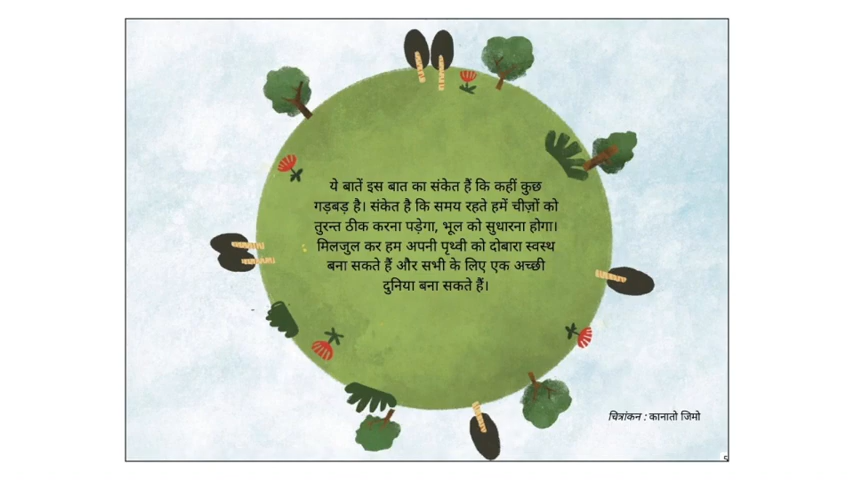 ये बातें इस बात का संकेत हैं कि कहीं कुछ
गड़बड़ है। संकेत है कि समय रहते हमें चीज़ों को
तुरन्त ठीक करना पड़ेगा, भूल को सुधारना होगा।
मिलजुल कर हम अपनी पृथ्वी को दोबारा स्वस्थ
बना सकते हैं और सभी के लिए एक अच्छी
दुनिया बना सकते हैं।
चित्रांकन : कानातो जिमो
5